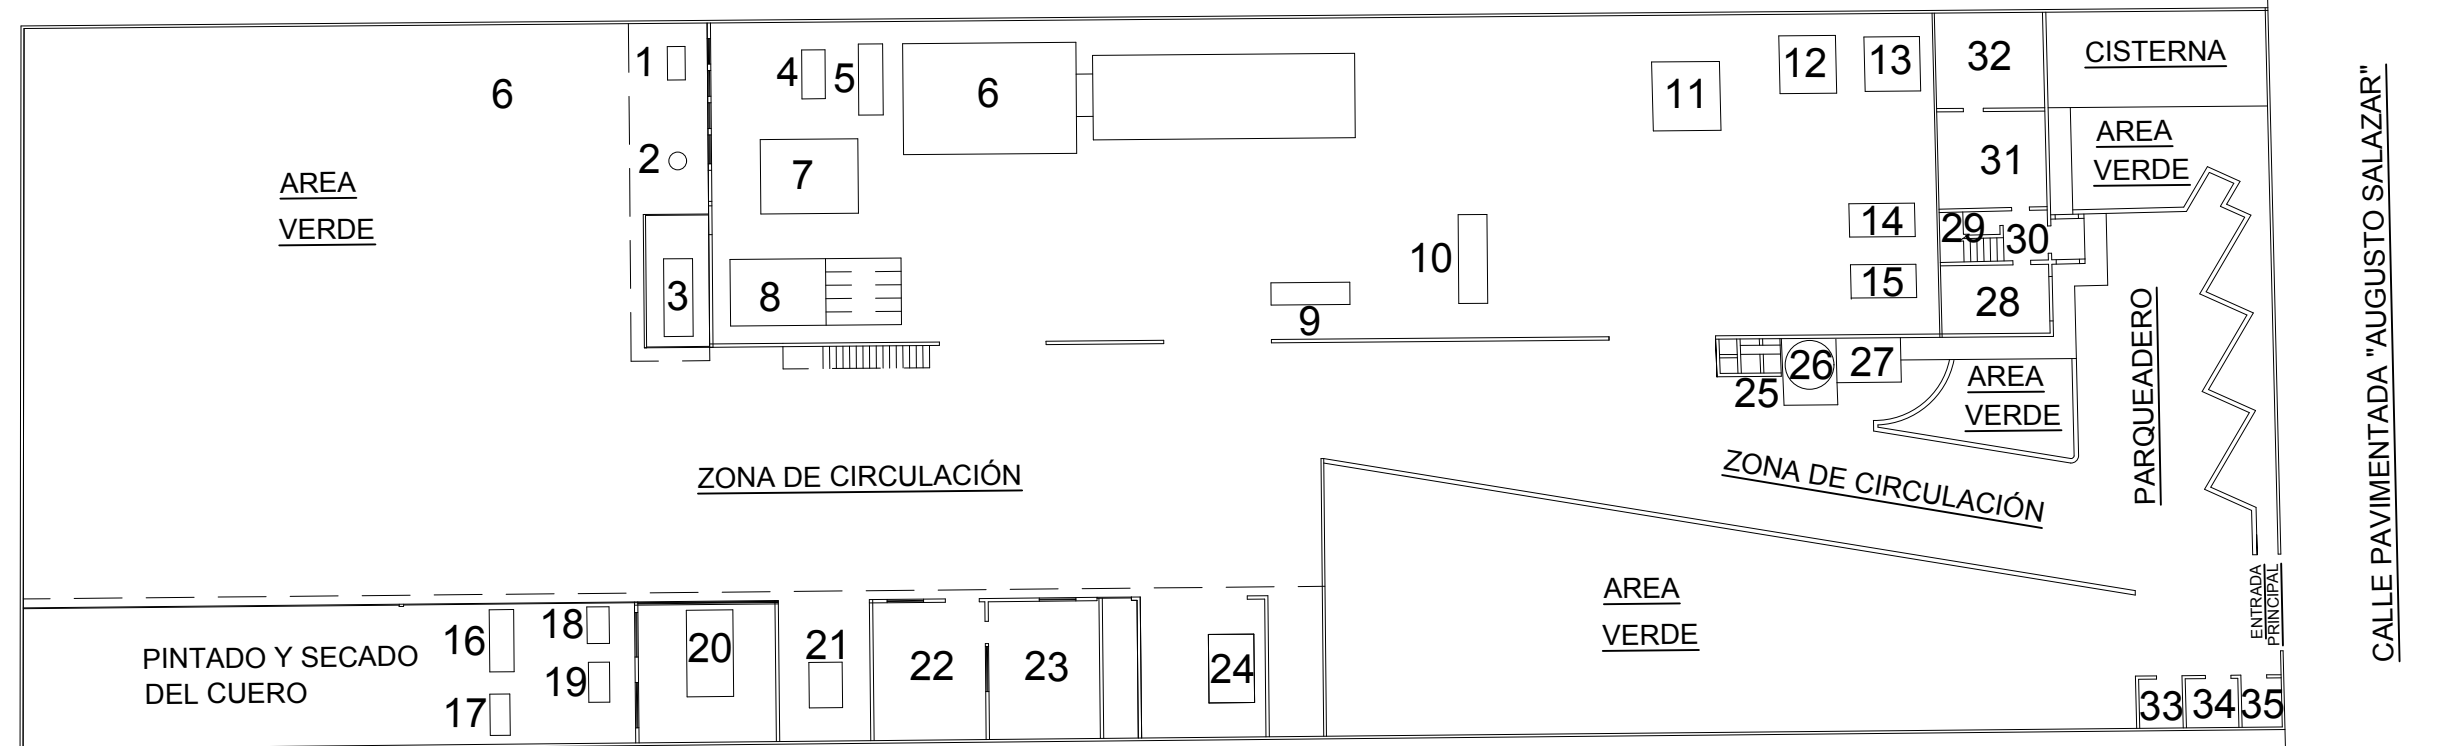 1
4
5
6
6
11
12
13
32
CISTERNA
2
7
31
AREA
VERDE
AREA
VERDE
3
8
9
10
14
15
29
30
28
25
26
27
AREA
VERDE
PARQUEADERO
CALLE PAVIMENTADA "AUGUSTO SALAZAR"
ZONA DE CIRCULACIÓN
ZONA DE CIRCULACIÓN
PINTADO Y SECADO
DEL CUERO
16
17
18
19
20
21
22
23
24
AREA
VERDE
ENTRADA
PRINCIPAL
33
34
35